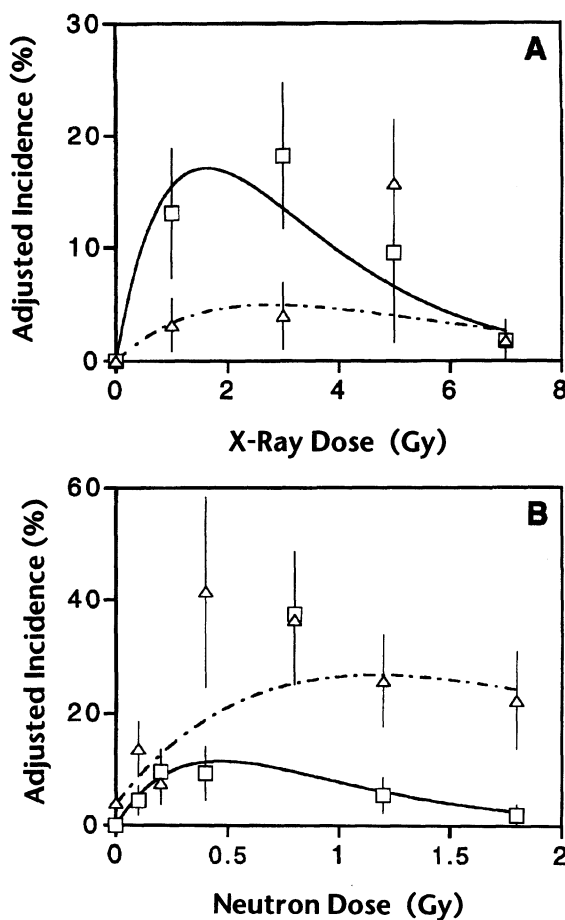 A
Adjusted Incidence (%)
30
20
10
0
0 2 4 6 8
X-Ray Dose (Gy)
B
Adjusted Incidence (%)
60
40
20
0
0 0.5 1 1.5 2
Neutron Dose (Gy)